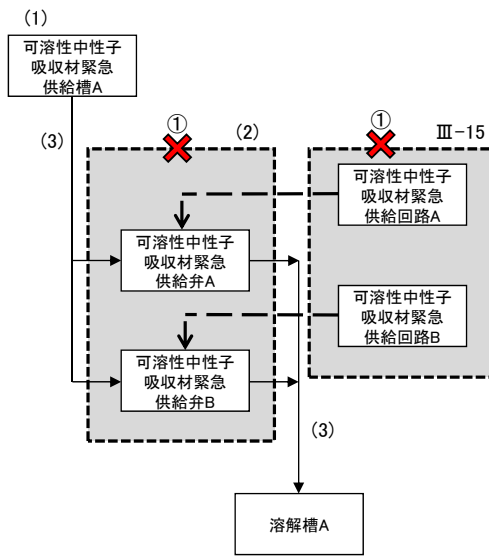 (1)
可溶性中性子
吸収材緊急
供給槽A
(3)
①
(2)
①
Ⅲ-15
可溶性中性子
吸収材緊急
供給回路A
可溶性中性子
吸収材緊急
供給弁A
可溶性中性子
吸収材緊急
供給回路B
可溶性中性子
吸収材緊急
供給弁B
(3)
溶解槽A